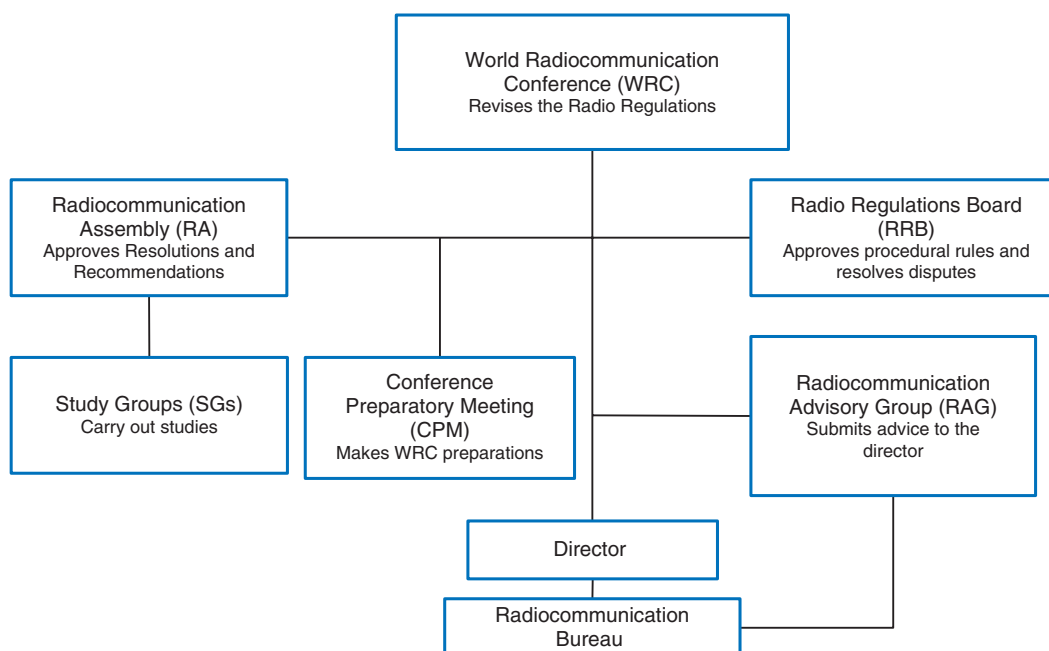 World Radiocommunication
Conference (WRC)
Revises the Radio Regulations
Radiocommunication
Assembly (RA)
Approves Resolutions and
Recommendations
Radio Regulations Board
(RRB)
Approves procedural rules and
resolves disputes
Study Groups (SGs)
Carry out studies
Conference
Preparatory Meeting
(CPM)
Makes WRC preparations
Radiocommunication
Advisory Group (RAG)
Submits advice to the
director
Director
Radiocommunication
Bureau